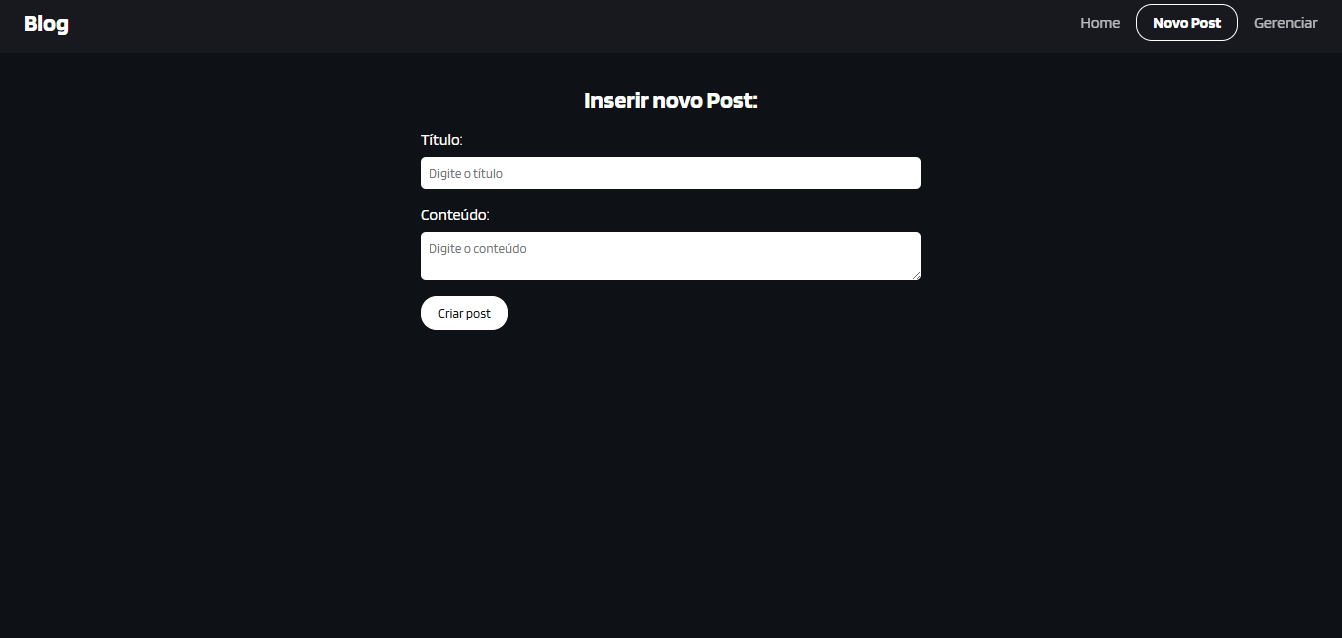 Blog
Home Novo Post Gerenciar
Inserir novo Post:
Título:
Digite o título
Conteúdo:
Digite o conteúdo
Criar post